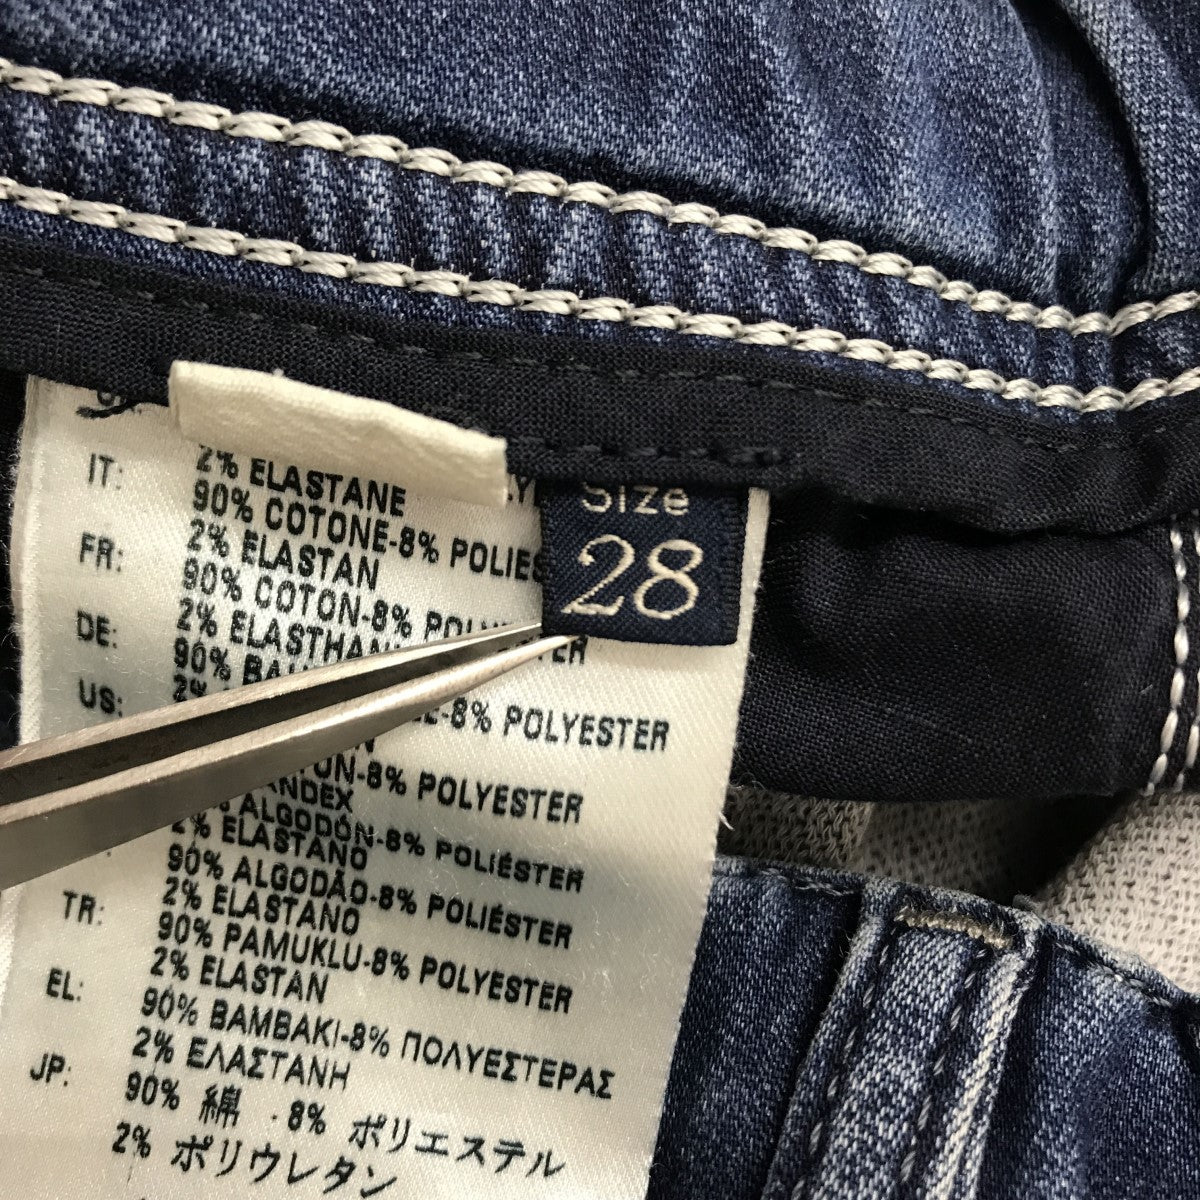 Size
28
2% ELASTANE
IT: 90% COTONE-8% POLIES
2% ELASTAN
FR: 90% COTON-8%
2% ELASTHAN
DE: 90%
2%
US: -8% POLYESTER
-8% POLYESTER
2% ELASTANO
ALGODÓN-8% POLIÉSTER
90% ALGODÃO-8% POLIÉSTER
2% ELASTANO
TR: 90% PAMUKLU-8% POLYESTER
2% ELASTAN
EL: 90% BAMBAKI-8% ΠΟΛΥΕΣΤΕΡΑΣ
2% ΕΛΑΣΤΑΝΗ
JP: 90% 綿 . 8% ポリエステル
2% ポリウレタン